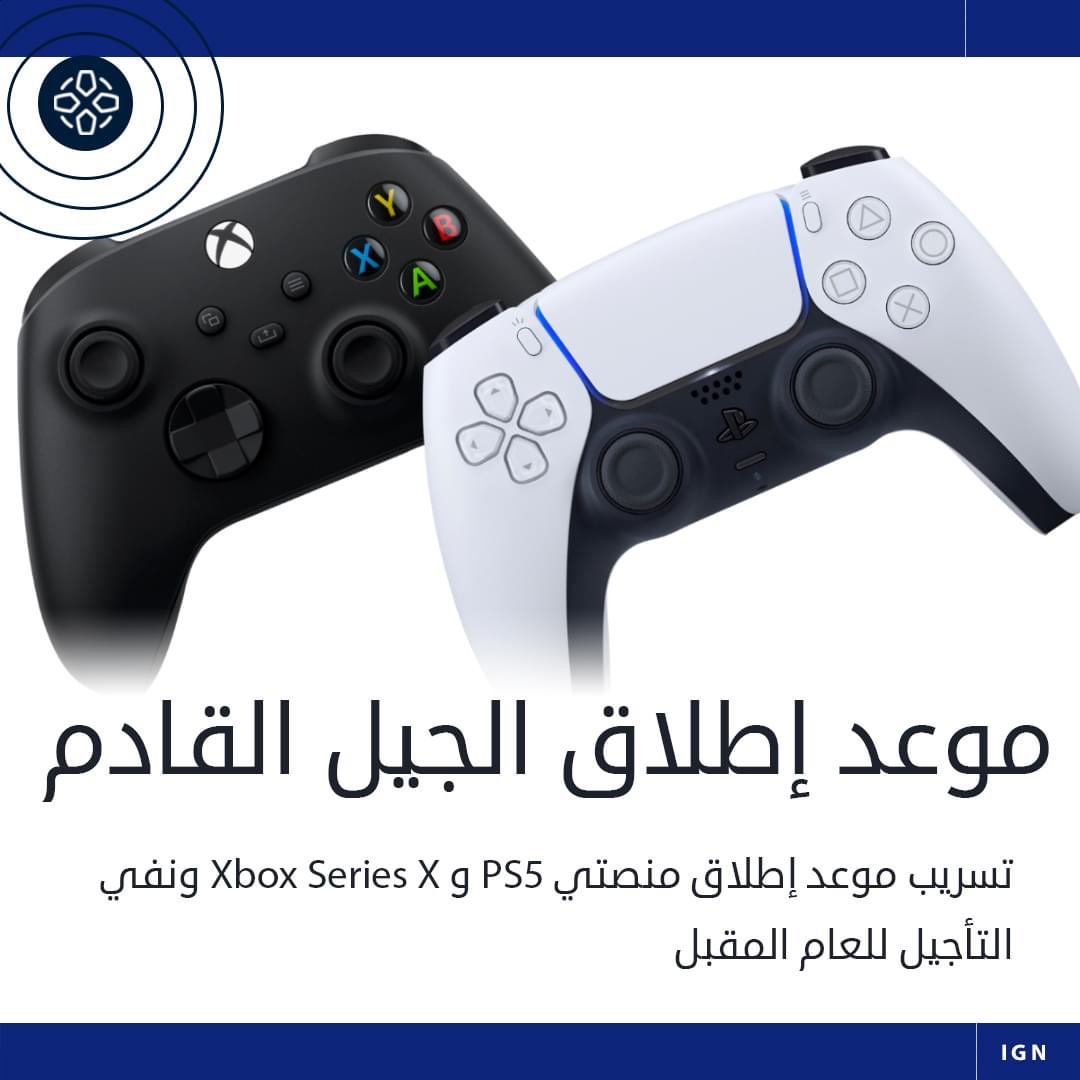 Y
B
X
A
موعد إطلاق الجيل القادم
تسريب موعد إطلاق منصتي PS5 و Xbox Series X ونفي
التأجيل للعام المقبل
IGN